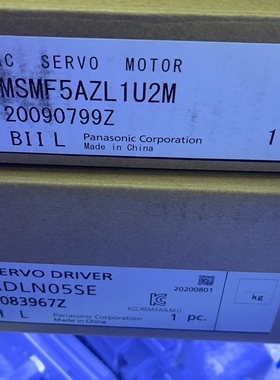 SERVO MOTOR
MSMF5AZL1U2M
20090799Z
BII L Panasonic Corporation 1
Made in China
SERVO DRIVER
DLN05SE
083967Z
20200801
kg
L Panasonic Corporation 1 pc.
Made in China